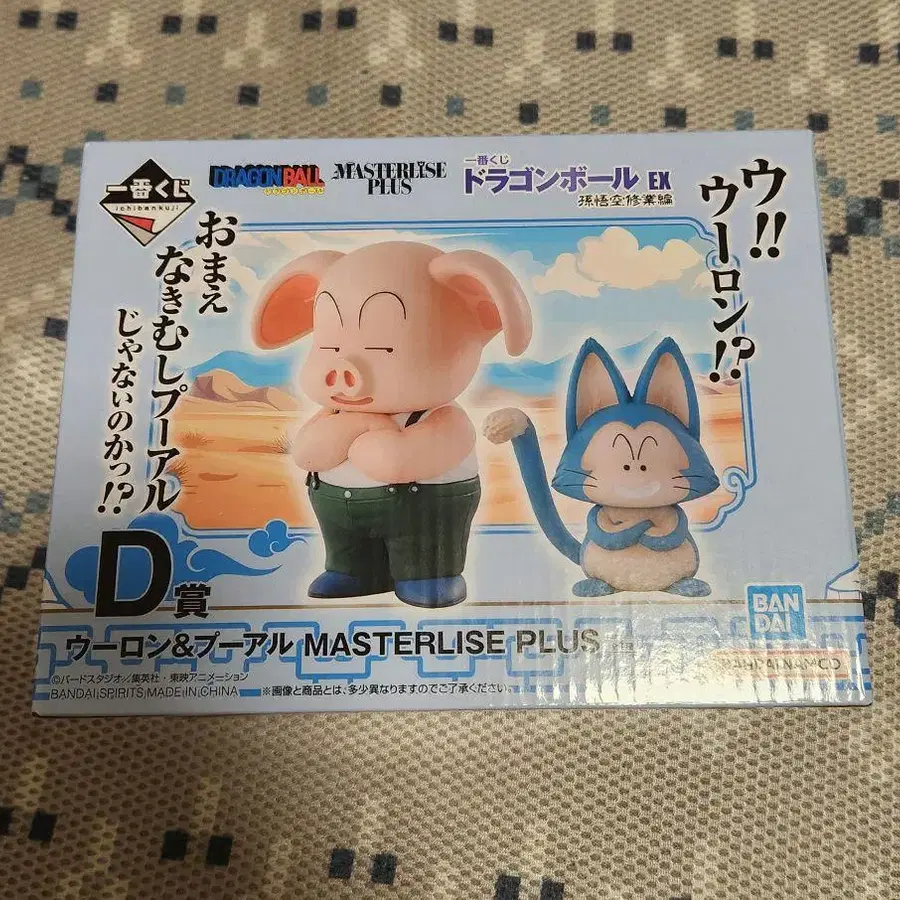 一番くじ
ichibankuji
DRAGONBALL
MASTERLISE
PLUS
一番くじ
ドラゴンボール EX
孫悟空修業編
ウ!!
ウーロン!?
おまえ
なきむしプーアル
じゃないのかっ!?
D賞
ウーロン&プーアル MASTERLISE PLUS
BAN
DAI
BANDAI NAMCO
©バードスタジオ/集英社・東映アニメーション
BANDAI SPIRITS MADE IN CHINA
※画像と商品とは、多少異なりますのでご了承ください。